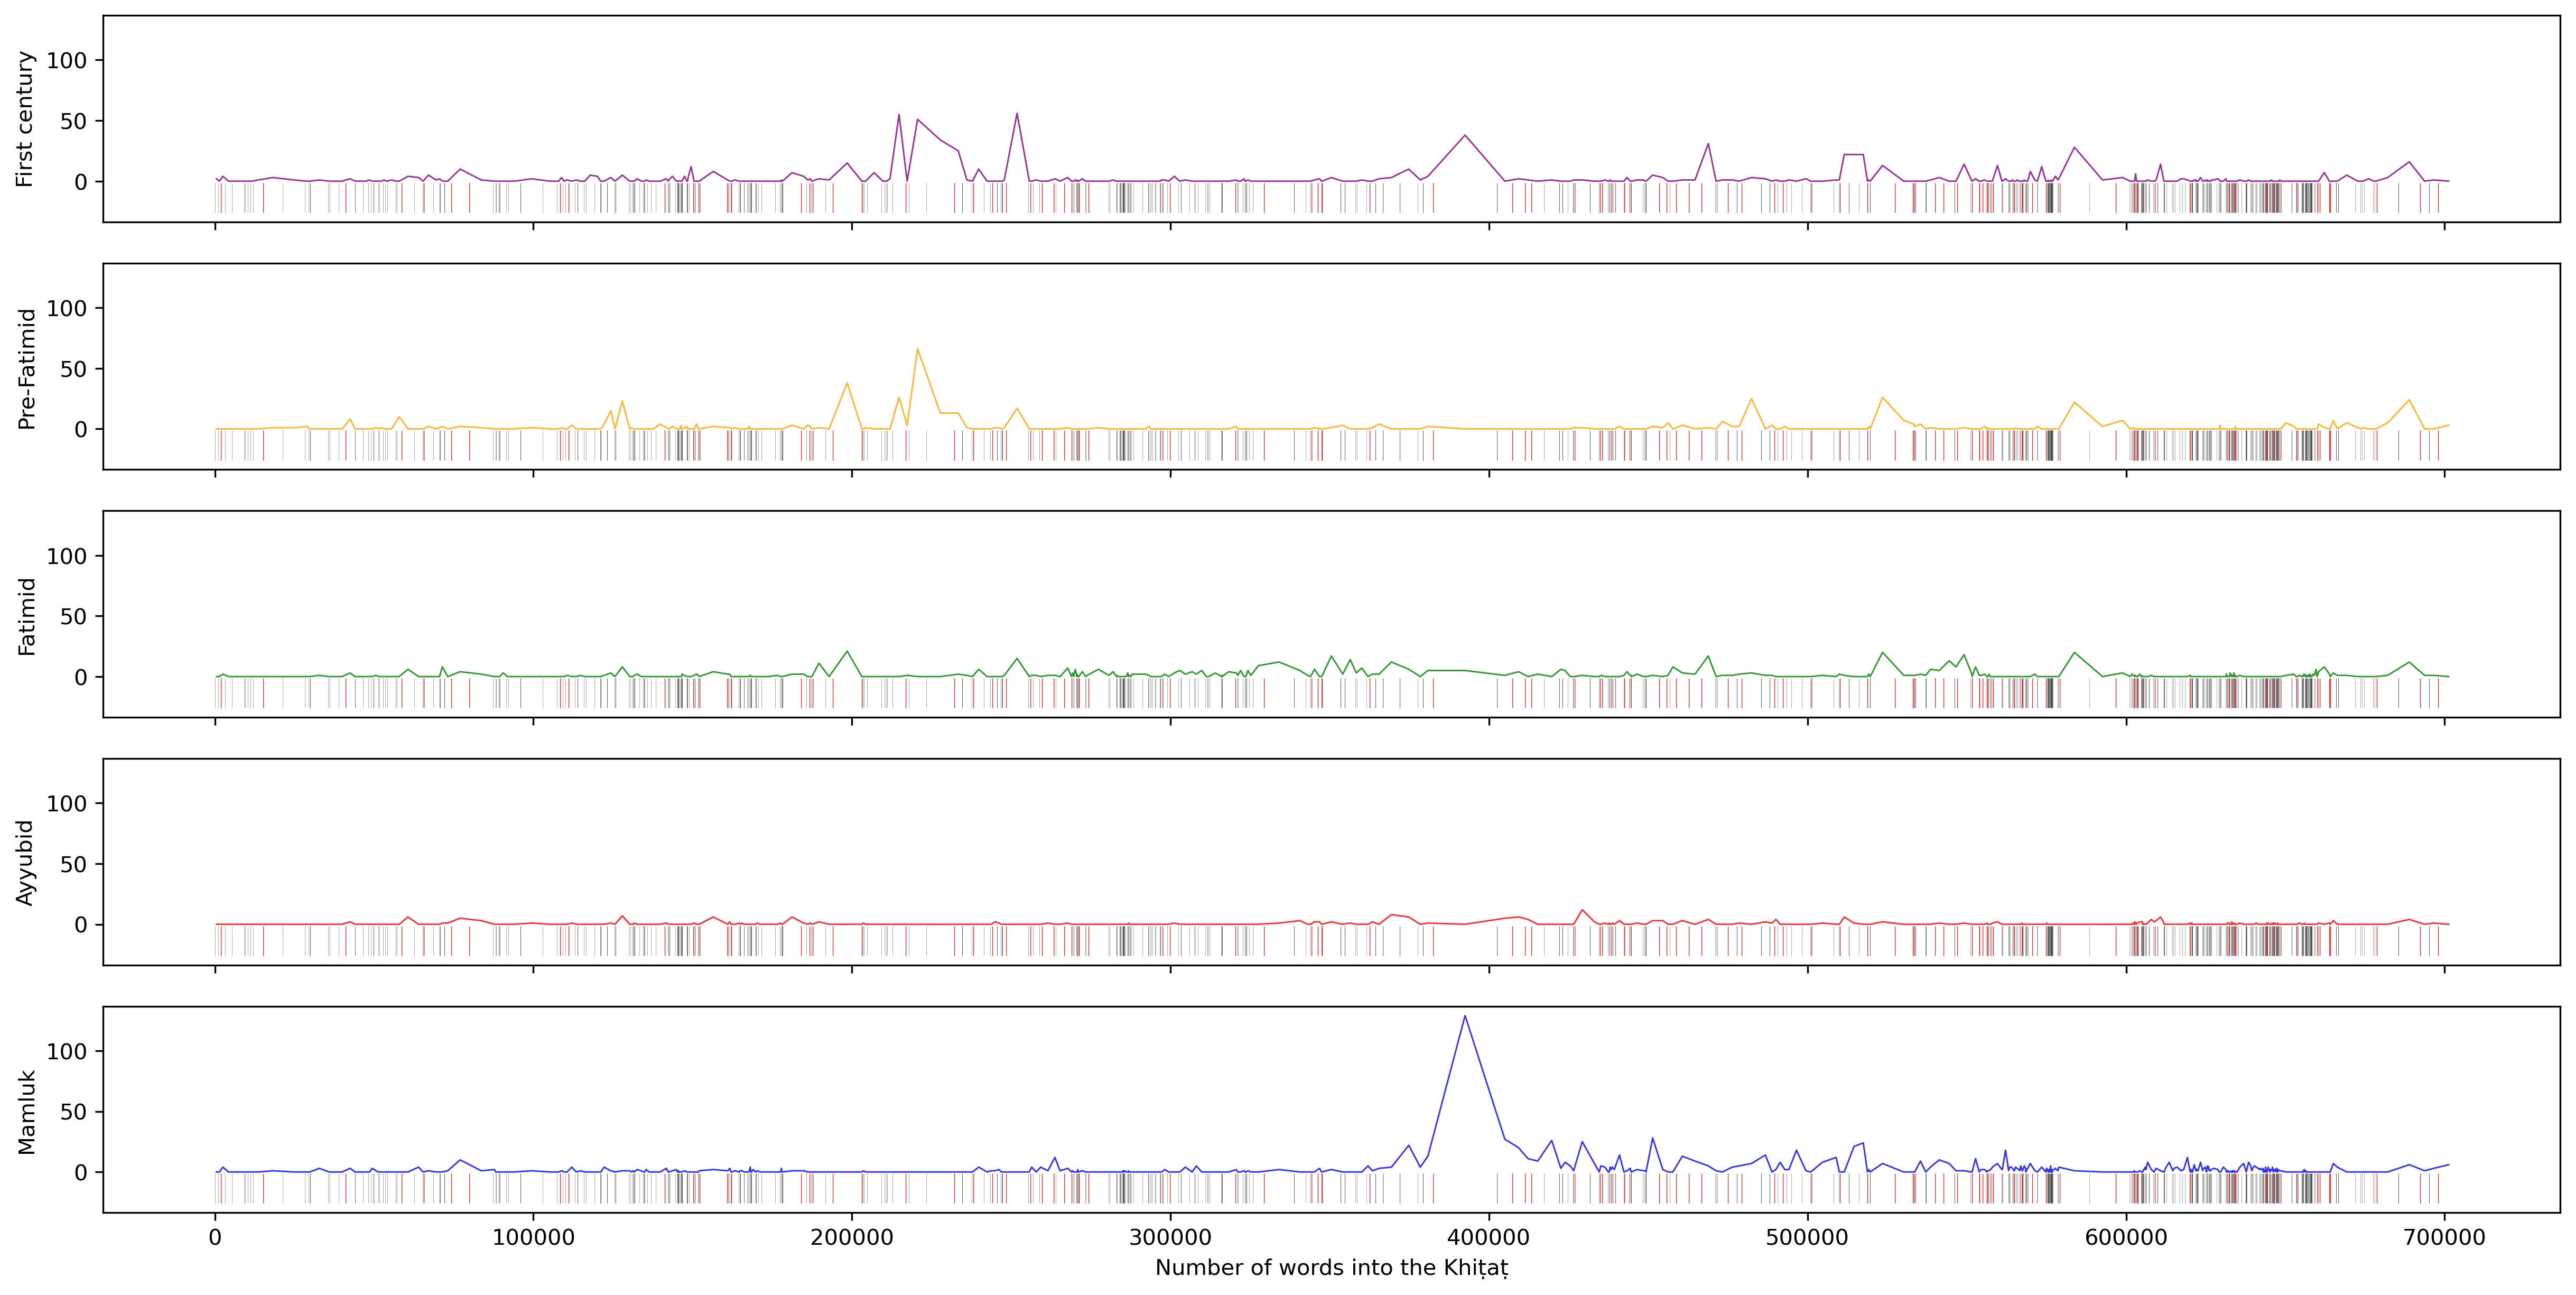 First century
100
50
0
Pre-Fatimid
100
50
0
Fatimid
100
50
0
Ayyubid
100
50
0
Mamluk
100
50
0
0 100000 200000 300000 400000 500000 600000 700000
Number of words into the Khiṭaṭ